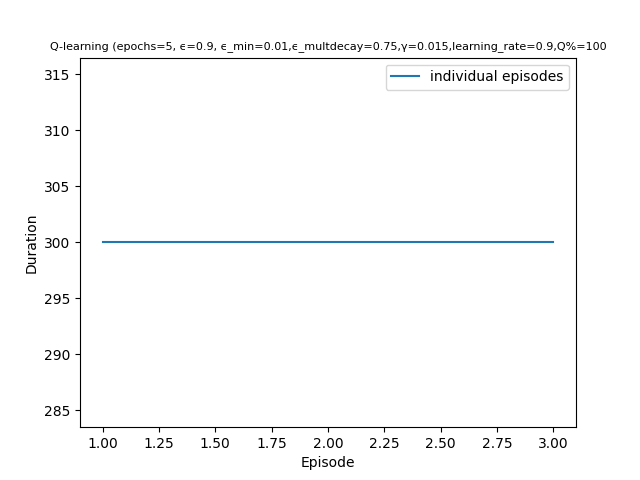 Q-learning (epochs=5, ϵ=0.9, ϵ_min=0.01,ϵ_multdecay=0.75,γ=0.015,learning_rate=0.9,Q%=100
individual episodes
315
310
305
300
295
290
285
Duration
1.00 1.25 1.50 1.75 2.00 2.25 2.50 2.75 3.00
Episode